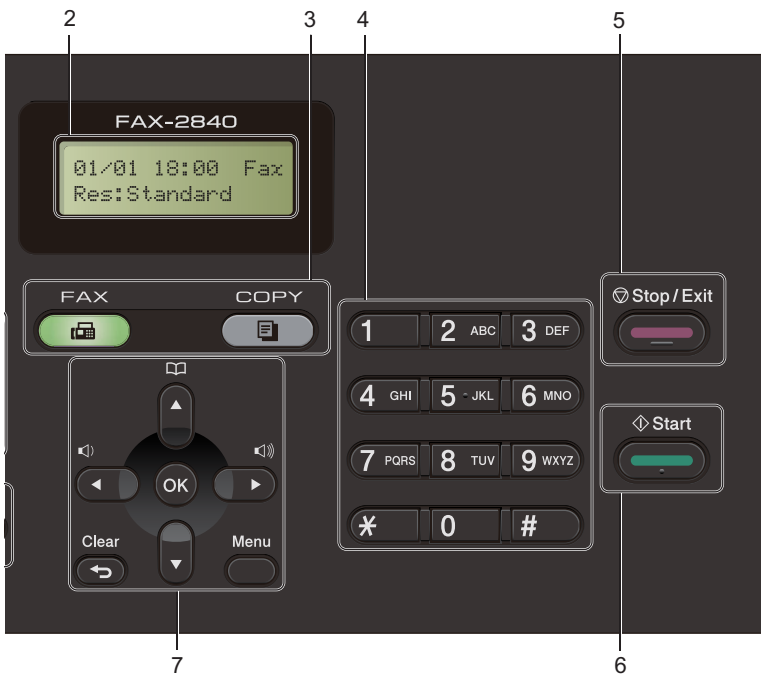 2 3 4 5
FAX-2840
01/01 18:00 Fax
Res:Standard
FAX COPY
Stop/Exit
1 2 ABC 3 DEF
4 GHI 5 JKL 6 MNO
Start
7 PQRS 8 TUV 9 WXYZ
OK
* 0 #
Clear Menu
7 6